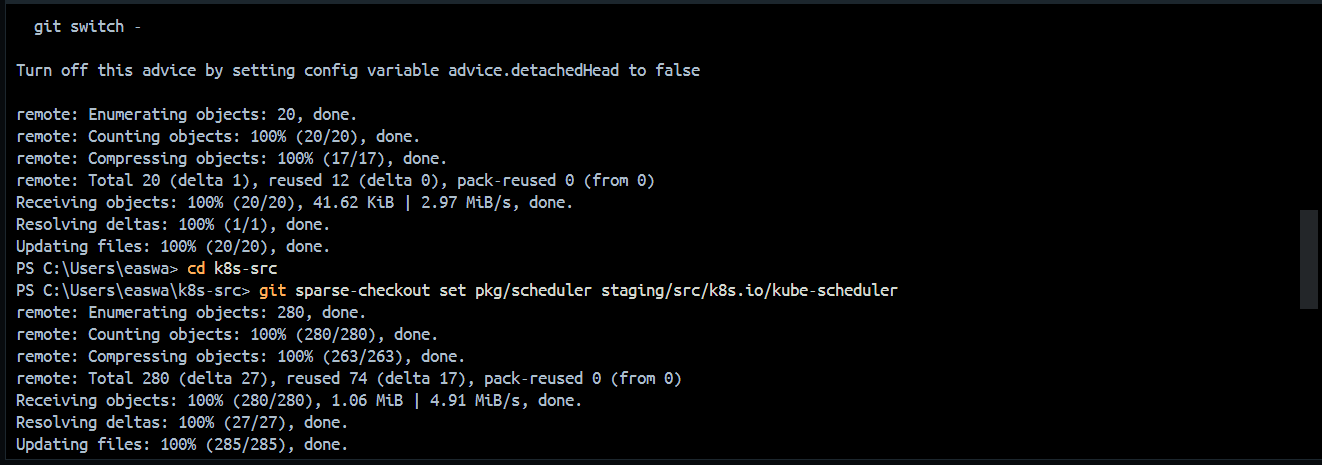 git switch -
Turn off this advice by setting config variable advice.detachedHead to false
remote: Enumerating objects: 20, done.
remote: Counting objects: 100% (20/20), done.
remote: Compressing objects: 100% (17/17), done.
remote: Total 20 (delta 1), reused 12 (delta 0), pack-reused 0 (from 0)
Receiving objects: 100% (20/20), 41.62 KiB | 2.97 MiB/s, done.
Resolving deltas: 100% (1/1), done.
Updating files: 100% (20/20), done.
PS C:\Users\easwa> cd k8s-src
PS C:\Users\easwa\k8s-src> git sparse-checkout set pkg/scheduler staging/src/k8s.io/kube-scheduler
remote: Enumerating objects: 280, done.
remote: Counting objects: 100% (280/280), done.
remote: Compressing objects: 100% (263/263), done.
remote: Total 280 (delta 27), reused 74 (delta 17), pack-reused 0 (from 0)
Receiving objects: 100% (280/280), 1.06 MiB | 4.91 MiB/s, done.
Resolving deltas: 100% (27/27), done.
Updating files: 100% (285/285), done.